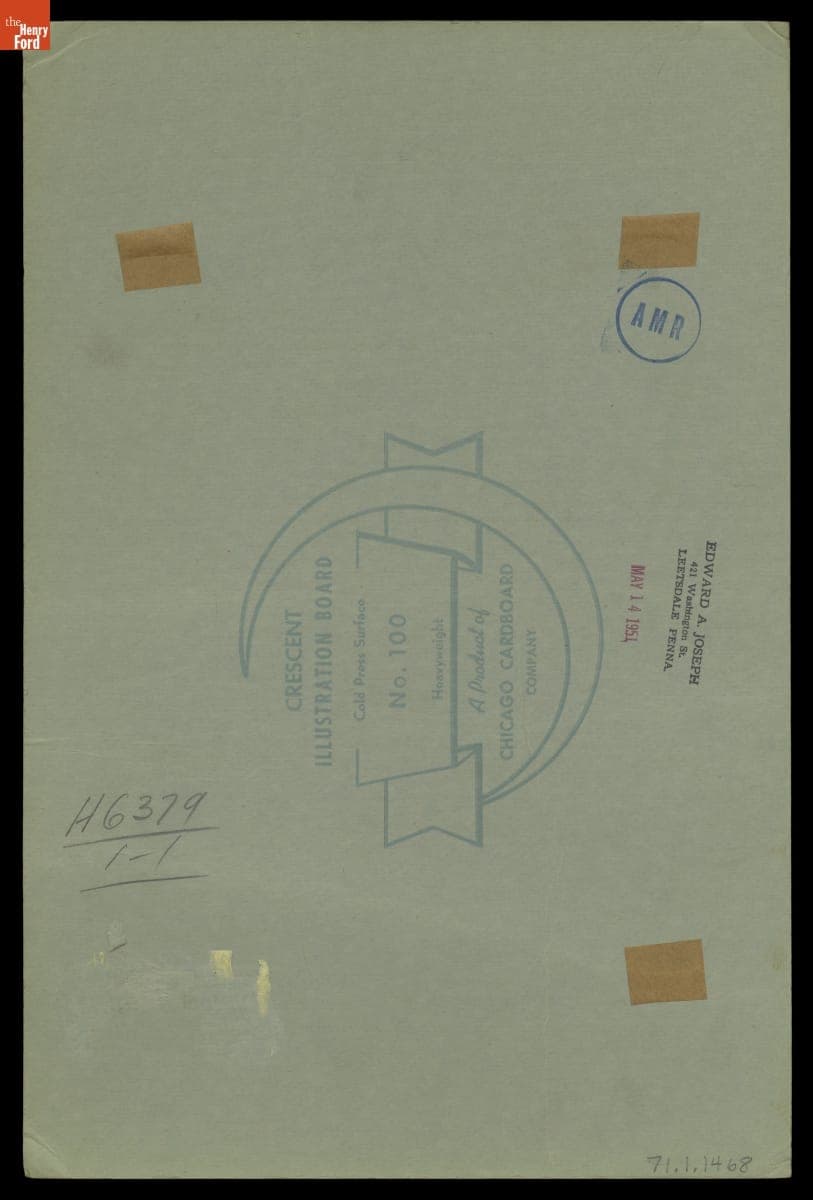 the
Henry
Ford
AMR
EDWARD A. JOSEPH
421 Washington St.
LEETSDALE PENNA.
MAY 14 1951
CRESCENT
ILLUSTRATION BOARD
Cold Press Surface
No. 100
Heavyweight
A Product of
CHICAGO CARDBOARD
COMPANY
H6379
1-1
71.1.1468